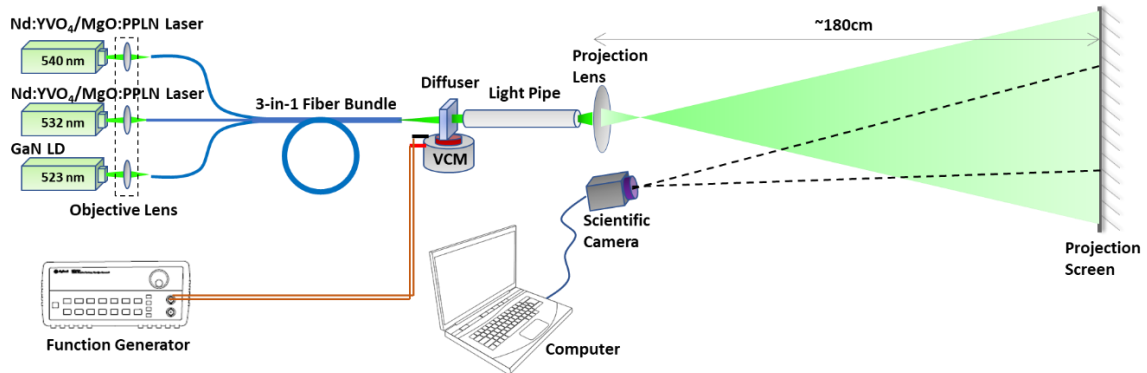 Nd:YVO₄/MgO:PPLN Laser
540 nm
Nd:YVO₄/MgO:PPLN Laser
532 nm
GaN LD
523 nm
Objective Lens
3-in-1 Fiber Bundle
Diffuser
VCM
Light Pipe
Projection
Lens
~180cm
Scientific
Camera
Projection
Screen
Function Generator
Computer